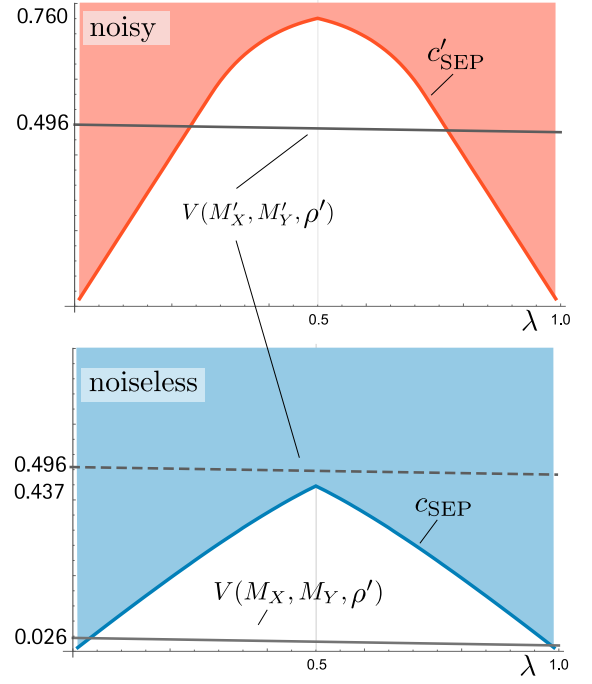 0.760
noisy
c′SEP
0.496
V(M′X, M′Y, ρ′)
0.5
λ
1.0
noiseless
0.496
0.437
cSEP
V(MX, MY, ρ′)
0.026
0.5
λ
1.0